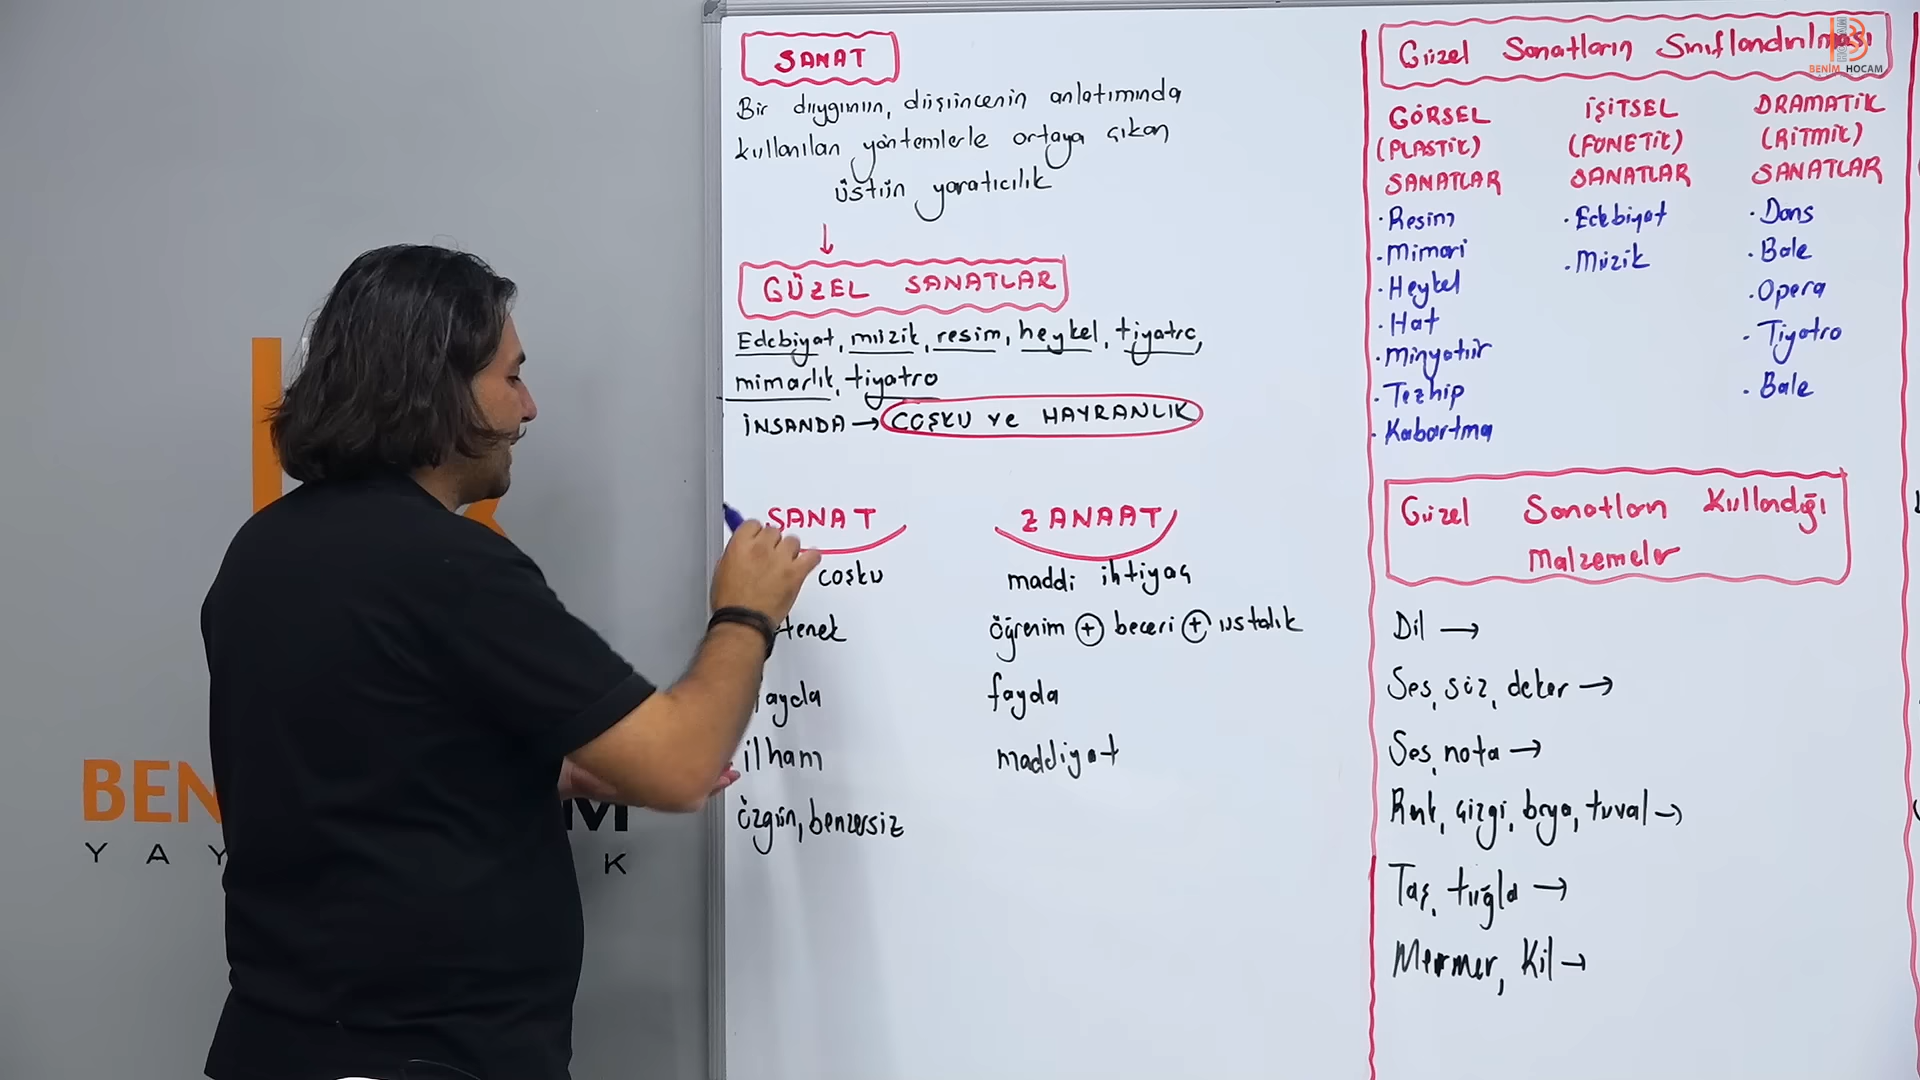 SANAT
Bir duygunun, düşüncenin anlatımında
kullanılan yöntemlerle ortaya çıkan
üstün yaratıcılık
↓
GÜZEL SANATLAR
Edebiyat, müzik, resim, heykel, tiyatro,
mimarlık, tiyatro
İNSANDA → COŞKU ve HAYRANLIK
SANAT
coşku
ilham
özgün, benzersiz
ZANAAT
maddi ihtiyaç
öğrenim + beceri + ustalık
fayda
maddiyat
Güzel Sanatların Sınıflandırılması
GÖRSEL
(PLASTİK)
SANATLAR
· Resim
· Mimari
· Heykel
· Hat
· Minyatür
· Tezhip
· Kabartma
İŞİTSEL
(FONETİK)
SANATLAR
· Edebiyat
· Müzik
DRAMATİK
(RİTMİK)
SANATLAR
· Dans
· Bale
· Opera
· Tiyatro
· Bale
Güzel Sanatların Kullandığı
Malzemeler
Dil →
Ses, söz, dekor →
Ses, nota →
Renk, çizgi, boya, tuval →
Taş, tuğla →
Mermer, Kil →
BENİM HOCAM